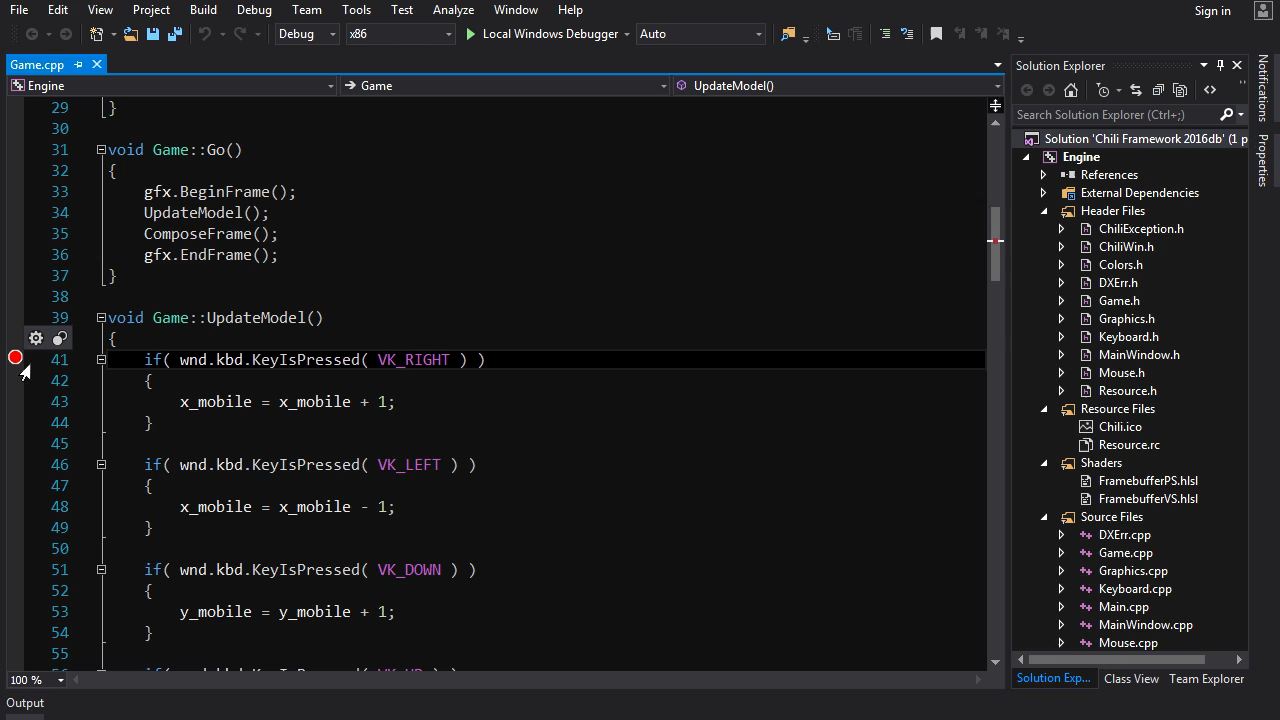 File Edit View Project Build Debug Team Tools Test Analyze Window Help Sign in
Debug x86 Local Windows Debugger Auto
Game.cpp
Solution Explorer
Engine Game UpdateModel()
Search Solution Explorer (Ctrl+;)
Notifications
Properties
29 }
30
31 void Game::Go()
32 {
33 gfx.BeginFrame();
34 UpdateModel();
35 ComposeFrame();
36 gfx.EndFrame();
37 }
38
39 void Game::UpdateModel()
{
41 if( wnd.kbd.KeyIsPressed( VK_RIGHT ) )
42 {
43 x_mobile = x_mobile + 1;
44 }
45
46 if( wnd.kbd.KeyIsPressed( VK_LEFT ) )
47 {
48 x_mobile = x_mobile - 1;
49 }
50
51 if( wnd.kbd.KeyIsPressed( VK_DOWN ) )
52 {
53 y_mobile = y_mobile + 1;
54 }
55
Solution 'Chili Framework 2016db' (1 p
Engine
References
External Dependencies
Header Files
ChiliException.h
ChiliWin.h
Colors.h
DXErr.h
Game.h
Graphics.h
Keyboard.h
MainWindow.h
Mouse.h
Resource.h
Resource Files
Chili.ico
Resource.rc
Shaders
FramebufferPS.hlsl
FramebufferVS.hlsl
Source Files
DXErr.cpp
Game.cpp
Graphics.cpp
Keyboard.cpp
Main.cpp
MainWindow.cpp
Mouse.cpp
100 %
Solution Exp... Class View Team Explorer
Output